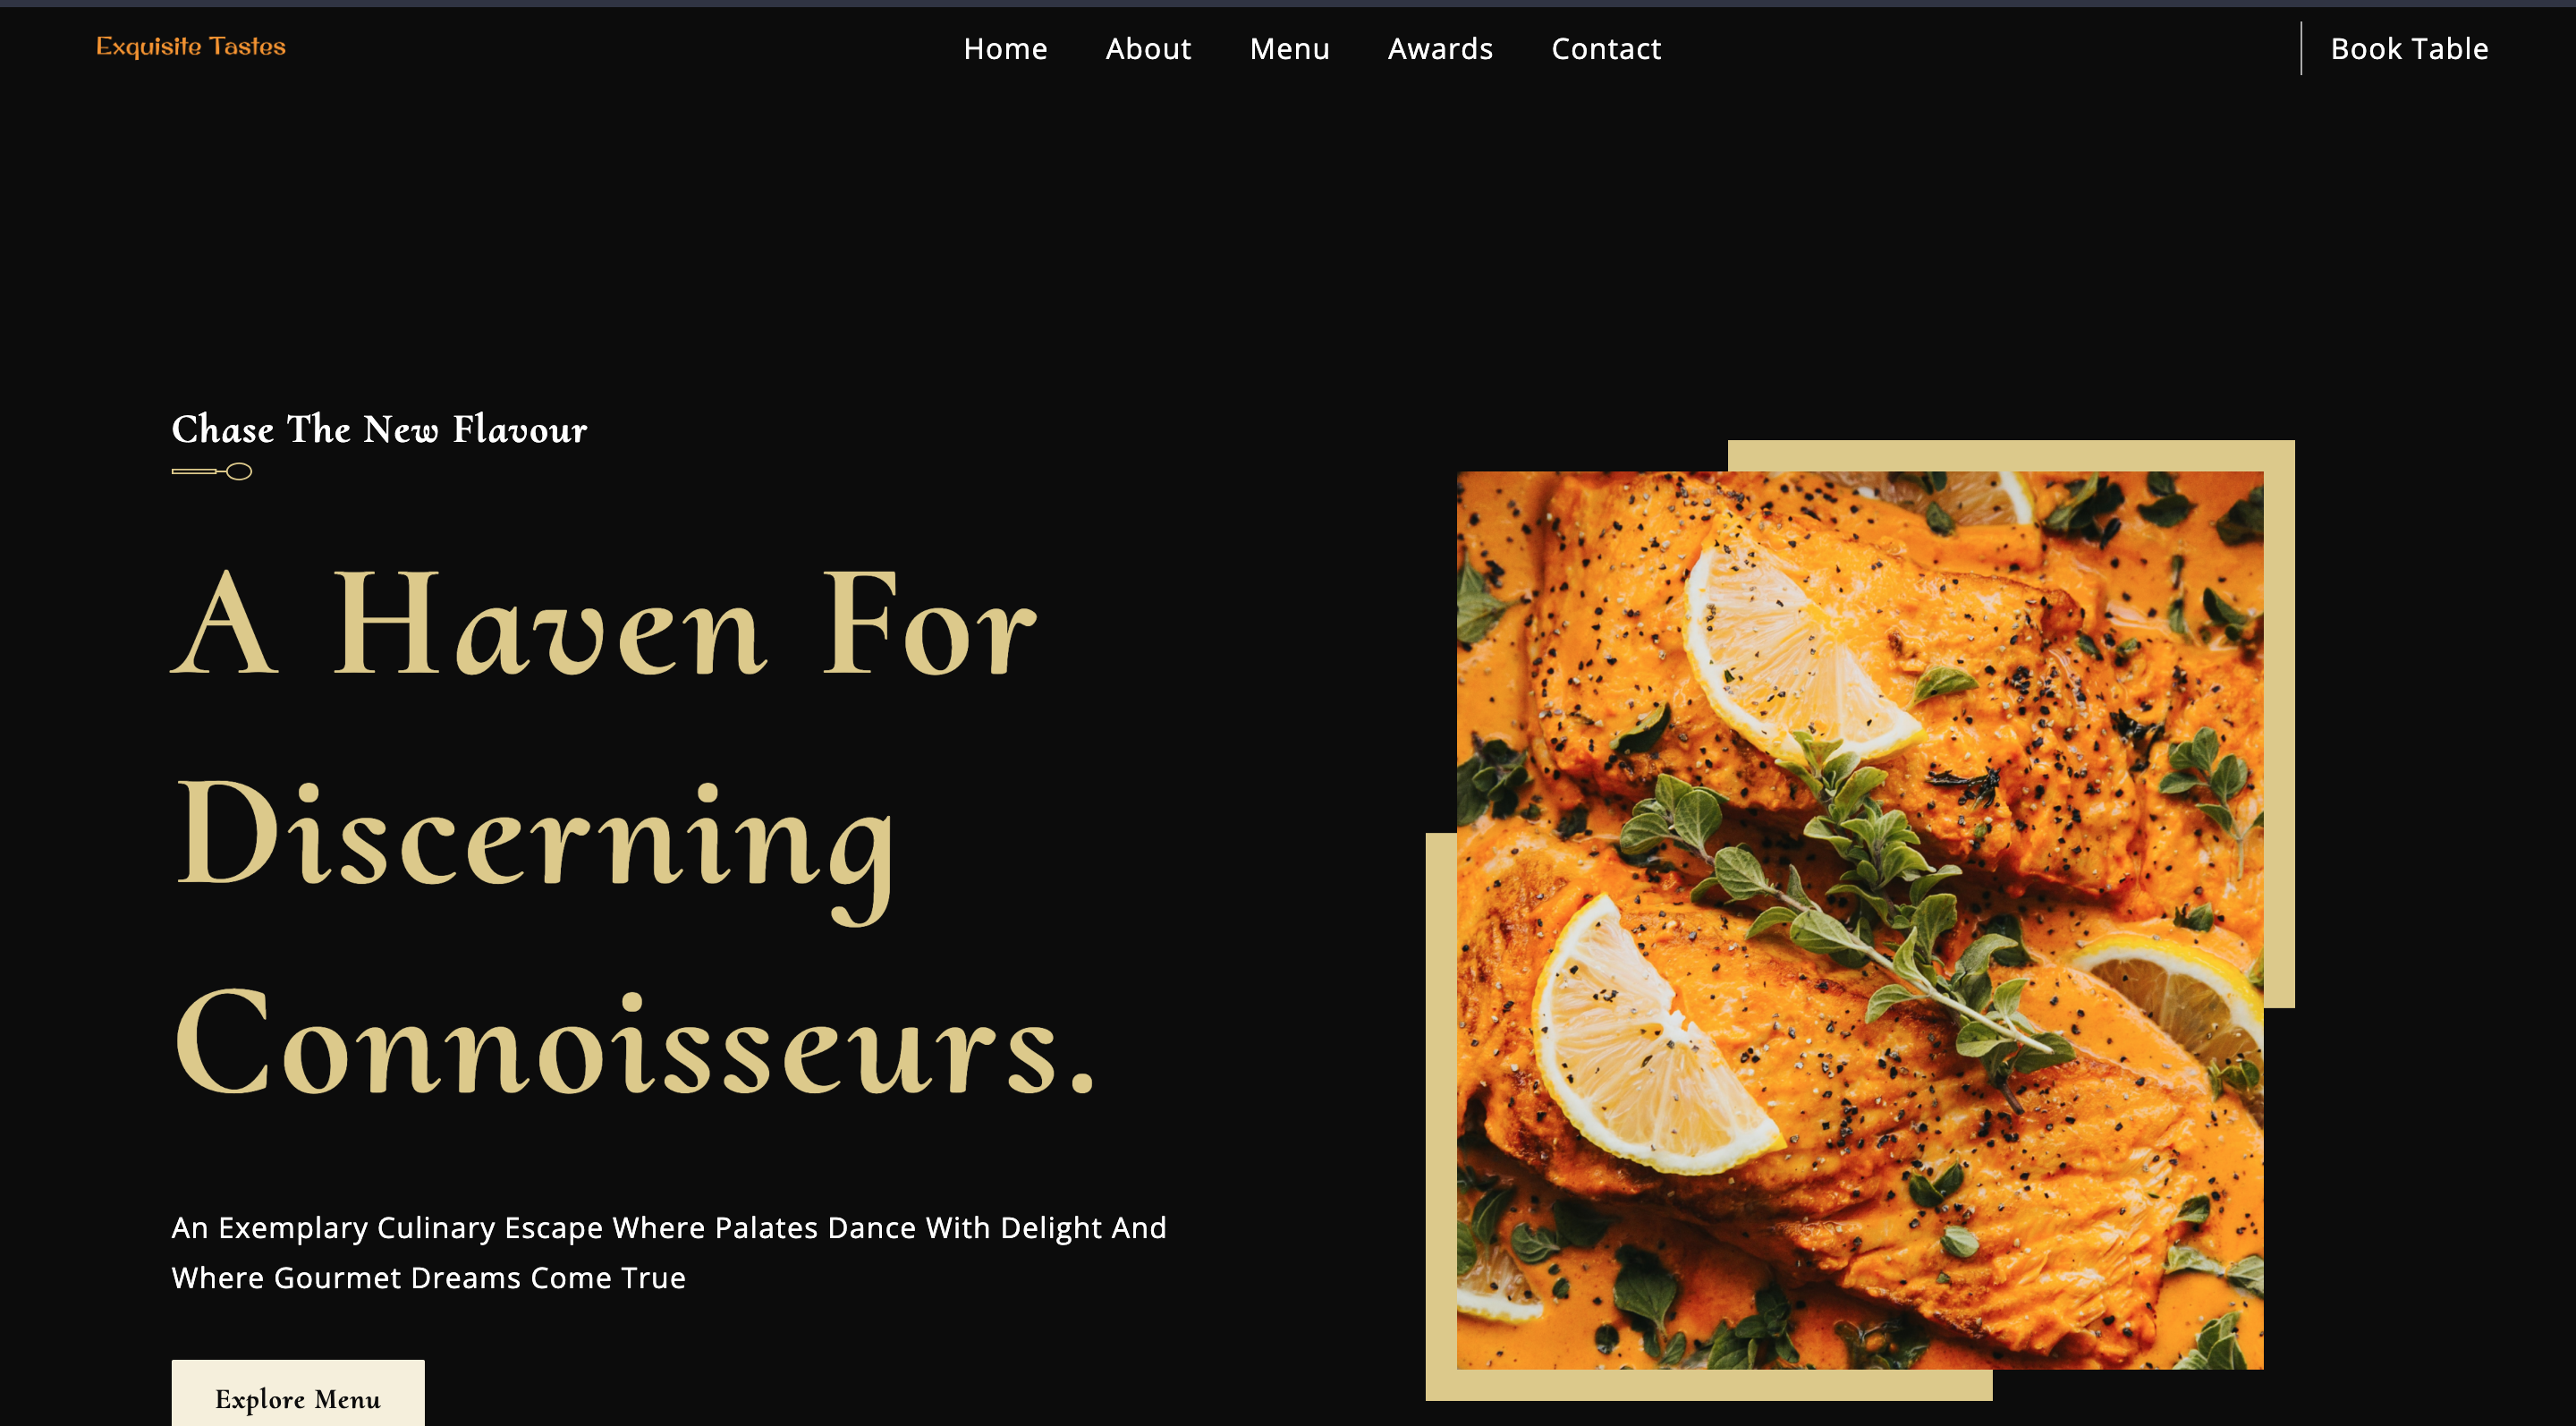 Exquisite Tastes
Home About Menu Awards Contact
Book Table
Chase The New Flavour
A Haven For
Discerning
Connoisseurs.
An Exemplary Culinary Escape Where Palates Dance With Delight And
Where Gourmet Dreams Come True
Explore Menu